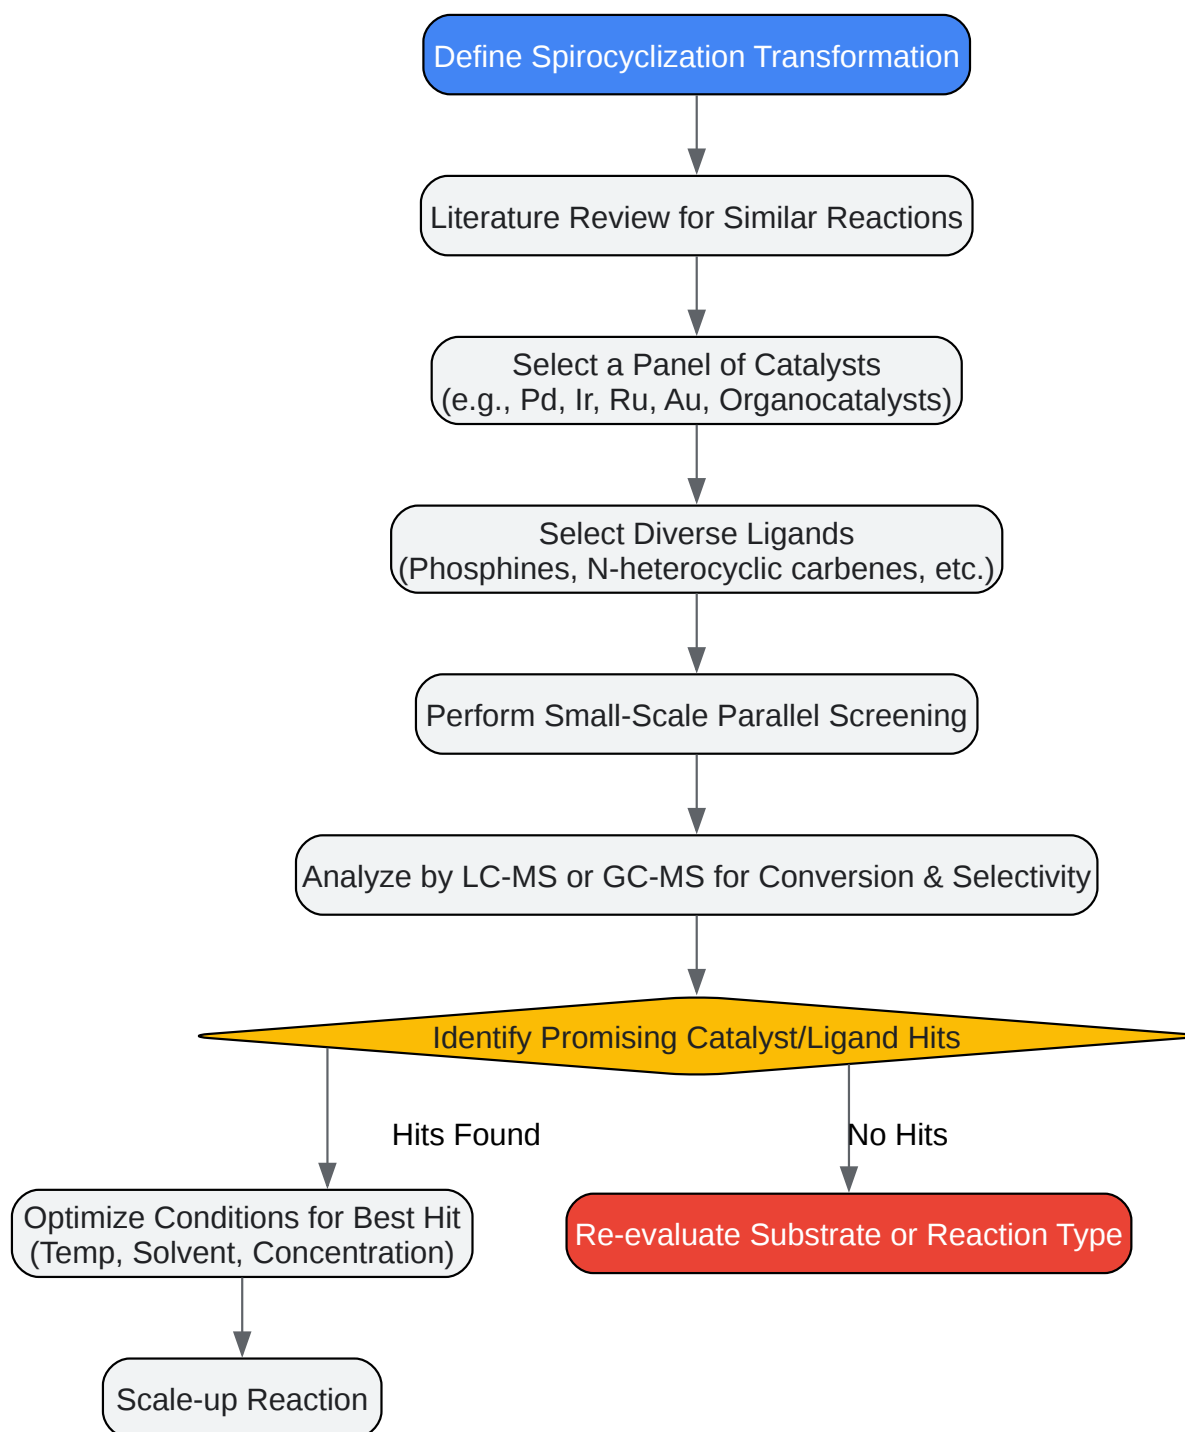 Define Spirocyclization Transformation
Literature Review for Similar Reactions
Select a Panel of Catalysts
(e.g., Pd, Ir, Ru, Au, Organocatalysts)
Select Diverse Ligands
(Phosphines, N-heterocyclic carbenes, etc.)
Perform Small-Scale Parallel Screening
Analyze by LC-MS or GC-MS for Conversion & Selectivity
Identify Promising Catalyst/Ligand Hits
Hits Found
No Hits
Optimize Conditions for Best Hit
(Temp, Solvent, Concentration)
Re-evaluate Substrate or Reaction Type
Scale-up Reaction